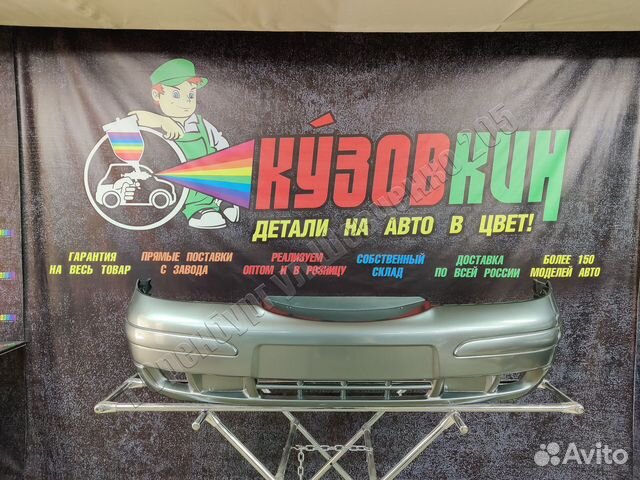 КУЗОВКИН
ДЕТАЛИ НА АВТО В ЦВЕТ!
ГАРАНТИЯ НА ВЕСЬ ТОВАР
ПРЯМЫЕ ПОСТАВКИ С ЗАВОДА
РЕАЛИЗУЕМ ОПТОМ И В РОЗНИЦУ
СОБСТВЕННЫЙ СКЛАД
ДОСТАВКА ПО ВСЕЙ РОССИИ
БОЛЕЕ 150 МОДЕЛЕЙ АВТО
Avito